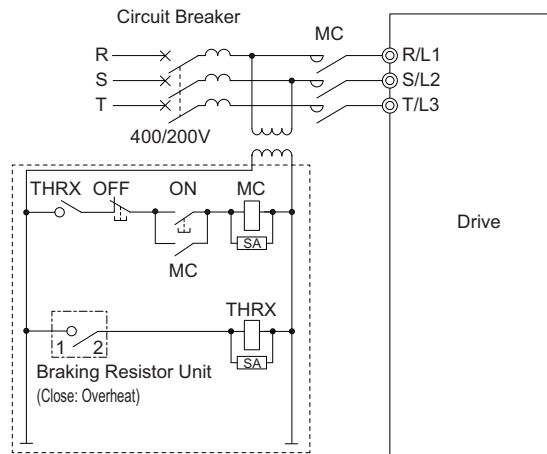 Circuit Breaker
MC
R
R/L1
S
S/L2
T
T/L3
400/200V
THRX OFF ON MC
SA
MC
Drive
THRX
1 2
SA
Braking Resistor Unit
(Close: Overheat)